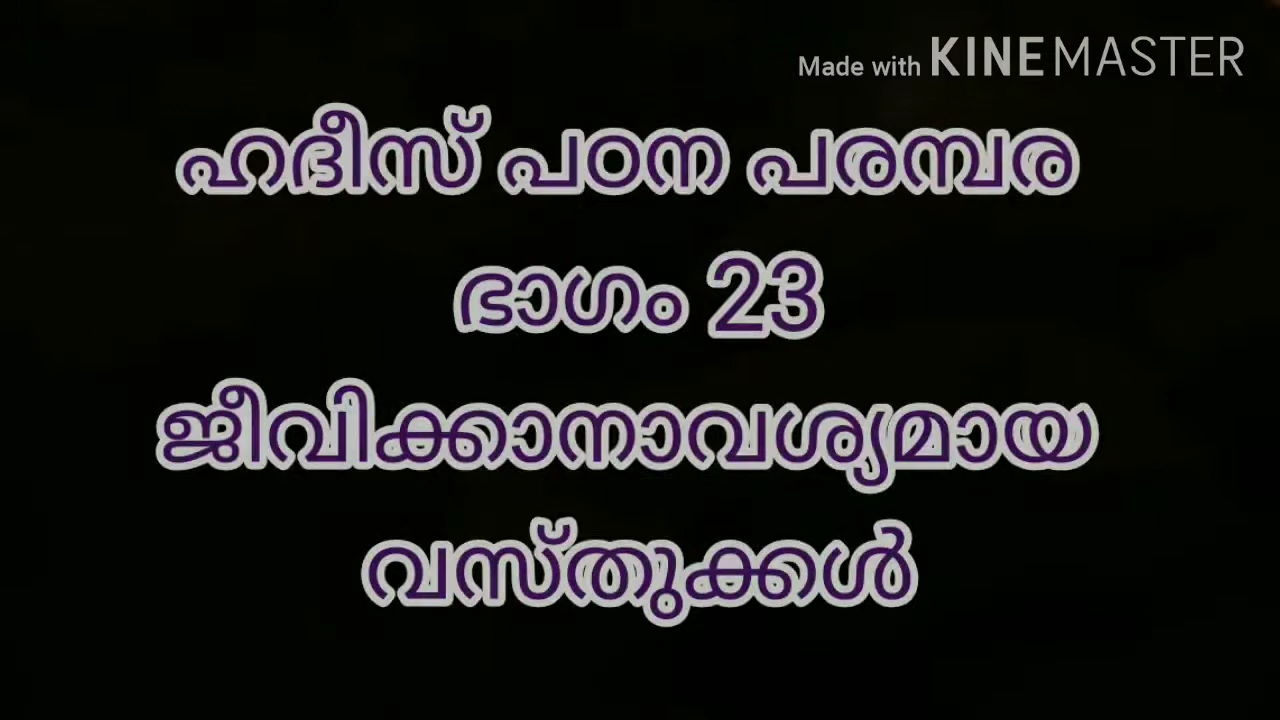 Made with KINEMASTER
ഹദീസ് പഠന പരമ്പര
ഭാഗം 23
ജീവിക്കാനാവശ്യമായ
വസ്തുക്കൾ